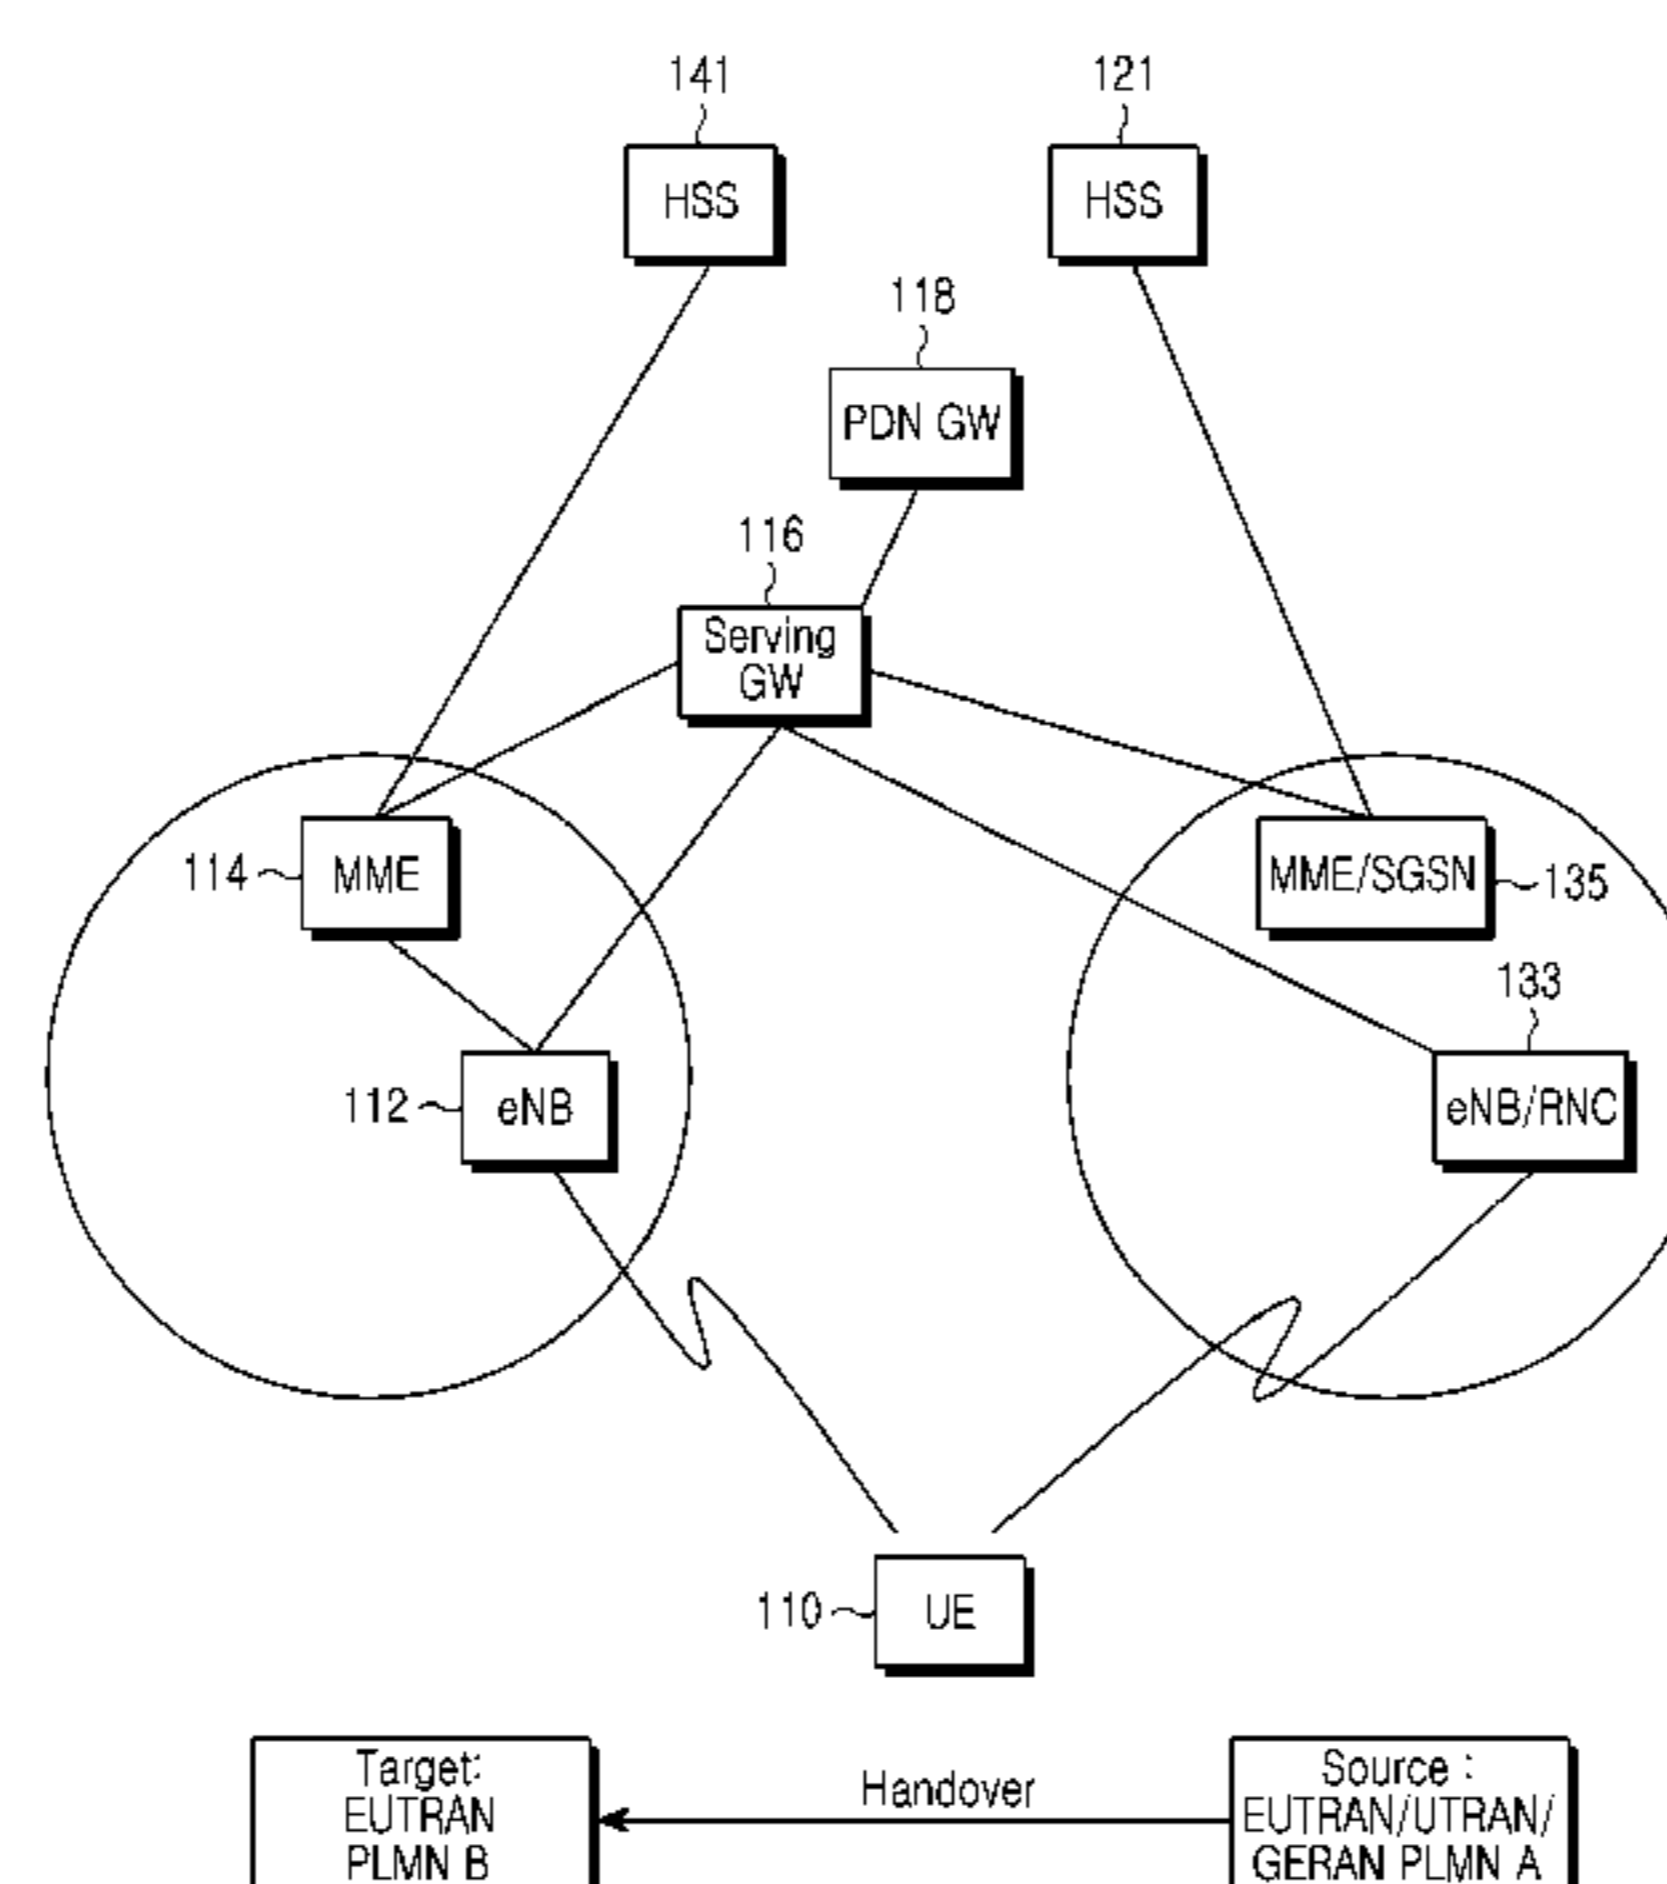 141
121
HSS
HSS
118
PDN GW
116
Serving
GW
114
MME
MME/SGSN
135
133
112
eNB
eNB/RNC
110
UE
Target:
EUTRAN
PLMN B
Handover
Source :
EUTRAN/UTRAN/
GERAN PLMN A